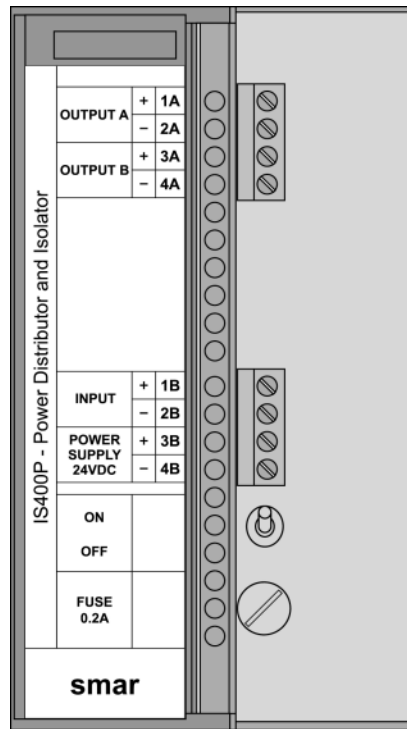 IS400P - Power Distributor and Isolator
OUTPUT A + 1A
− 2A
OUTPUT B + 3A
− 4A
INPUT + 1B
− 2B
POWER SUPPLY 24VDC + 3B
− 4B
ON
OFF
FUSE
0.2A
smar